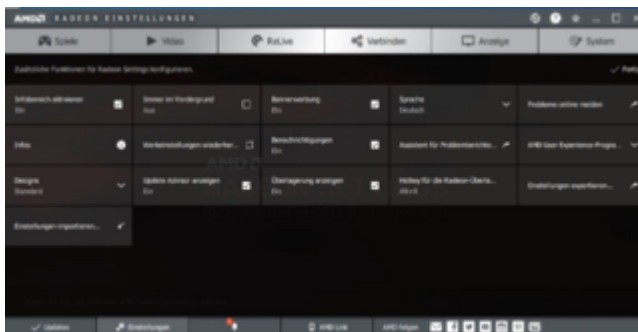 AMD RADEON EINSTELLUNGEN
Spiele
Video
ReLive
Verbinden
Anzeige
System
Zusätzliche Funktionen für Radeon Settings konfigurieren.
Infobereich aktivieren
Ein
Immer im Vordergrund
Aus
Bannerwerbung
Ein
Sprache
Deutsch
Probleme online melden
Infos
Werkseinstellungen wiederher...
Benachrichtigungen
Ein
Assistent für Problemberichte...
AMD User Experience-Progra...
Designs
Standard
Update Advisor anzeigen
Ein
Überlagerung anzeigen
Ein
Hotkey für die Radeon-Überla...
Alt+R
Einstellungen exportieren...
Einstellungen importieren...
Updates
Einstellungen
AMD Link
AMD folgen